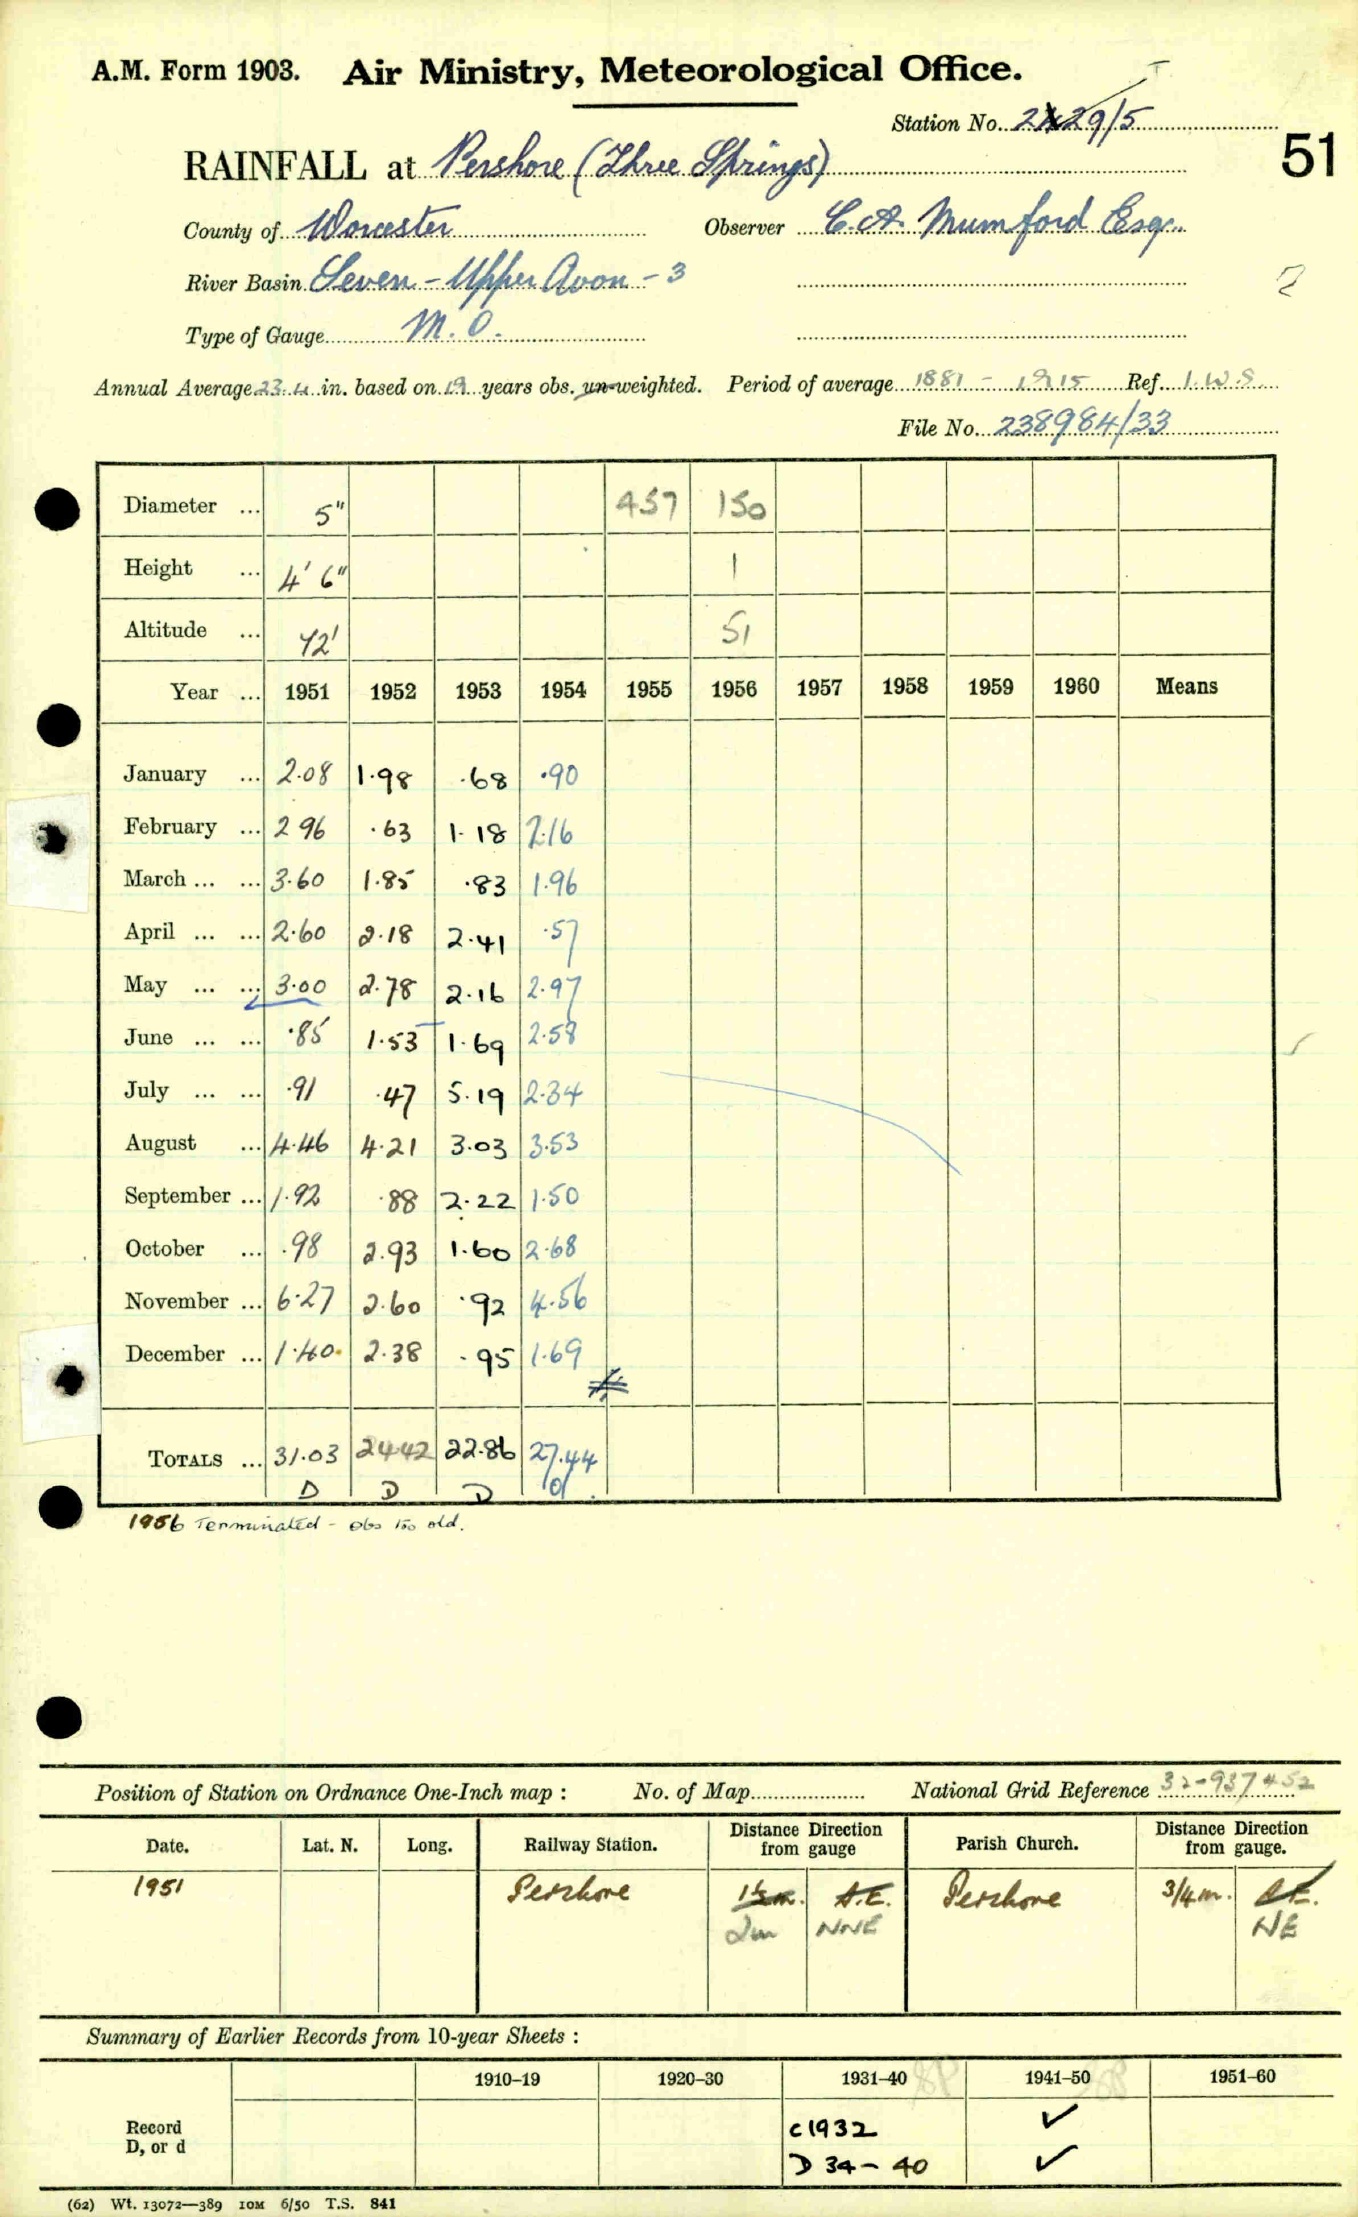 A.M. Form 1903. Air Ministry, Meteorological Office.
Station No. 2429/5
51
RAINFALL at Pershore (Three Springs)
County of Worcester Observer C.A. Mumford Esq.
River Basin Seven - Upper Avon - 3
2
Type of Gauge M.O.
Annual Average 23.4 in. based on 19 years obs. un-weighted. Period of average 1881 - 1915 Ref. I.W.S.
File No. 238984/33
Diameter ... 5" 457 150
Height ... 4' 6" 1
Altitude ... 42' 51
Year ... 1951 1952 1953 1954 1955 1956 1957 1958 1959 1960 Means
January ... 2.08 1.98 .68 .90
February ... 2 96 .63 1.18 2.16
March ... ... 3.60 1.85 .83 1.96
April ... ... 2.60 2.18 2.41 .57
May ... ... 3.00 2.78 2.16 2.97
June ... ... .85 1.53 1.69 2.58
July ... ... .91 .47 5.19 2.34
August ... 4.46 4.21 3.03 3.53
September ... 1.92 .88 2.22 1.50
October ... .98 2.93 1.60 2.68
November ... 6.27 2.60 .92 4.56
December ... 1.40 2.38 .95 1.69
TOTALS ... 31.03 2442 22.86 27.44
D D D
1956 Terminated - obs too old.
Position of Station on Ordnance One-Inch map : No. of Map National Grid Reference 32-937452
Date. Lat. N. Long. Railway Station. Distance from gauge Direction Parish Church. Distance from gauge. Direction
1951 Pershore 1½m. S.E. Pershore 3/4m. S.E.
2m NNE NE
Summary of Earlier Records from 10-year Sheets :
1910–19 1920–30 1931–40 1941–50 1951–60
Record c1932 ✓
D, or d D 34 - 40 ✓
(62) Wt. 13072—389 10M 6/50 T.S. 841